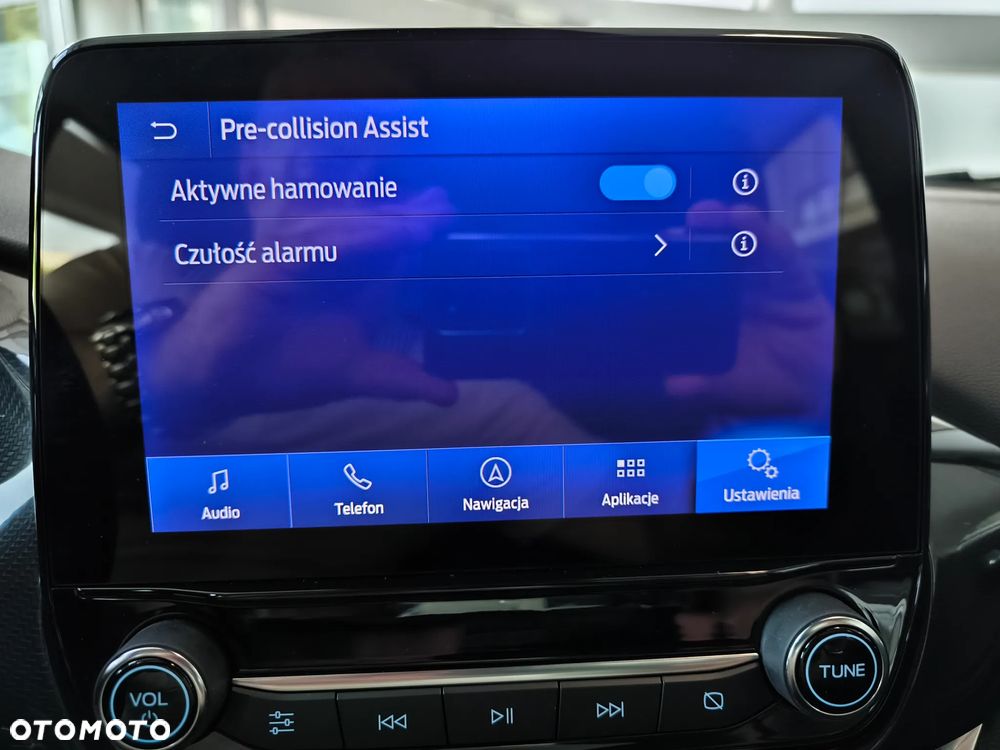 Pre-collision Assist
Aktywne hamowanie
Czułość alarmu
Audio
Telefon
Nawigacja
Aplikacje
Ustawienia
VOL
TUNE
OTOMOTO